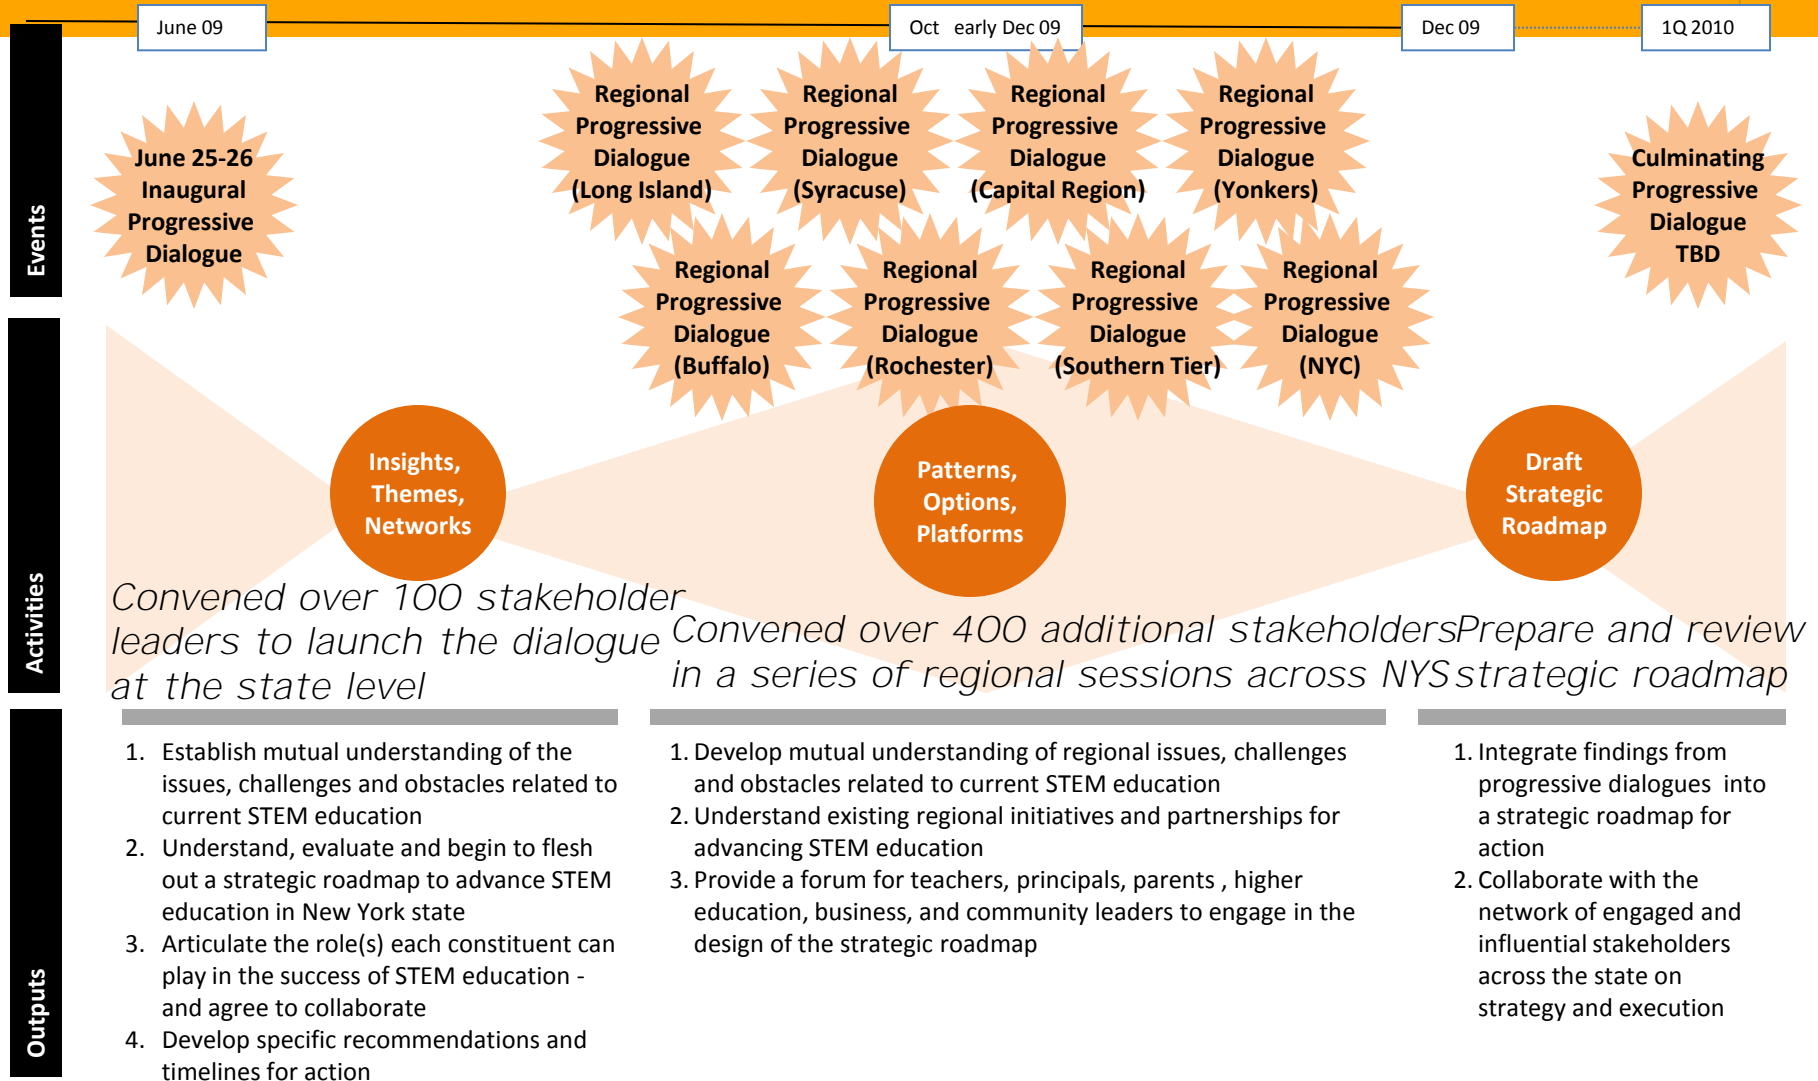 June 09
Oct early Dec 09
Dec 09
1Q 2010
Events
June 25-26
Inaugural
Progressive
Dialogue
Regional
Progressive
Dialogue
(Long Island)
Regional
Progressive
Dialogue
(Syracuse)
Regional
Progressive
Dialogue
(Capital Region)
Regional
Progressive
Dialogue
(Yonkers)
Regional
Progressive
Dialogue
(Buffalo)
Regional
Progressive
Dialogue
(Rochester)
Regional
Progressive
Dialogue
(Southern Tier)
Regional
Progressive
Dialogue
(NYC)
Culminating
Progressive
Dialogue
TBD
Activities
Insights,
Themes,
Networks
Patterns,
Options,
Platforms
Draft
Strategic
Roadmap
Convened over 100 stakeholder
leaders to launch the dialogue
at the state level
Convened over 400 additional stakeholders
in a series of regional sessions across NYS
Prepare and review
strategic roadmap
Outputs
1. Establish mutual understanding of the
issues, challenges and obstacles related to
current STEM education
2. Understand, evaluate and begin to flesh
out a strategic roadmap to advance STEM
education in New York state
3. Articulate the role(s) each constituent can
play in the success of STEM education -
and agree to collaborate
4. Develop specific recommendations and
timelines for action
1. Develop mutual understanding of regional issues, challenges
and obstacles related to current STEM education
2. Understand existing regional initiatives and partnerships for
advancing STEM education
3. Provide a forum for teachers, principals, parents , higher
education, business, and community leaders to engage in the
design of the strategic roadmap
1. Integrate findings from
progressive dialogues into
a strategic roadmap for
action
2. Collaborate with the
network of engaged and
influential stakeholders
across the state on
strategy and execution